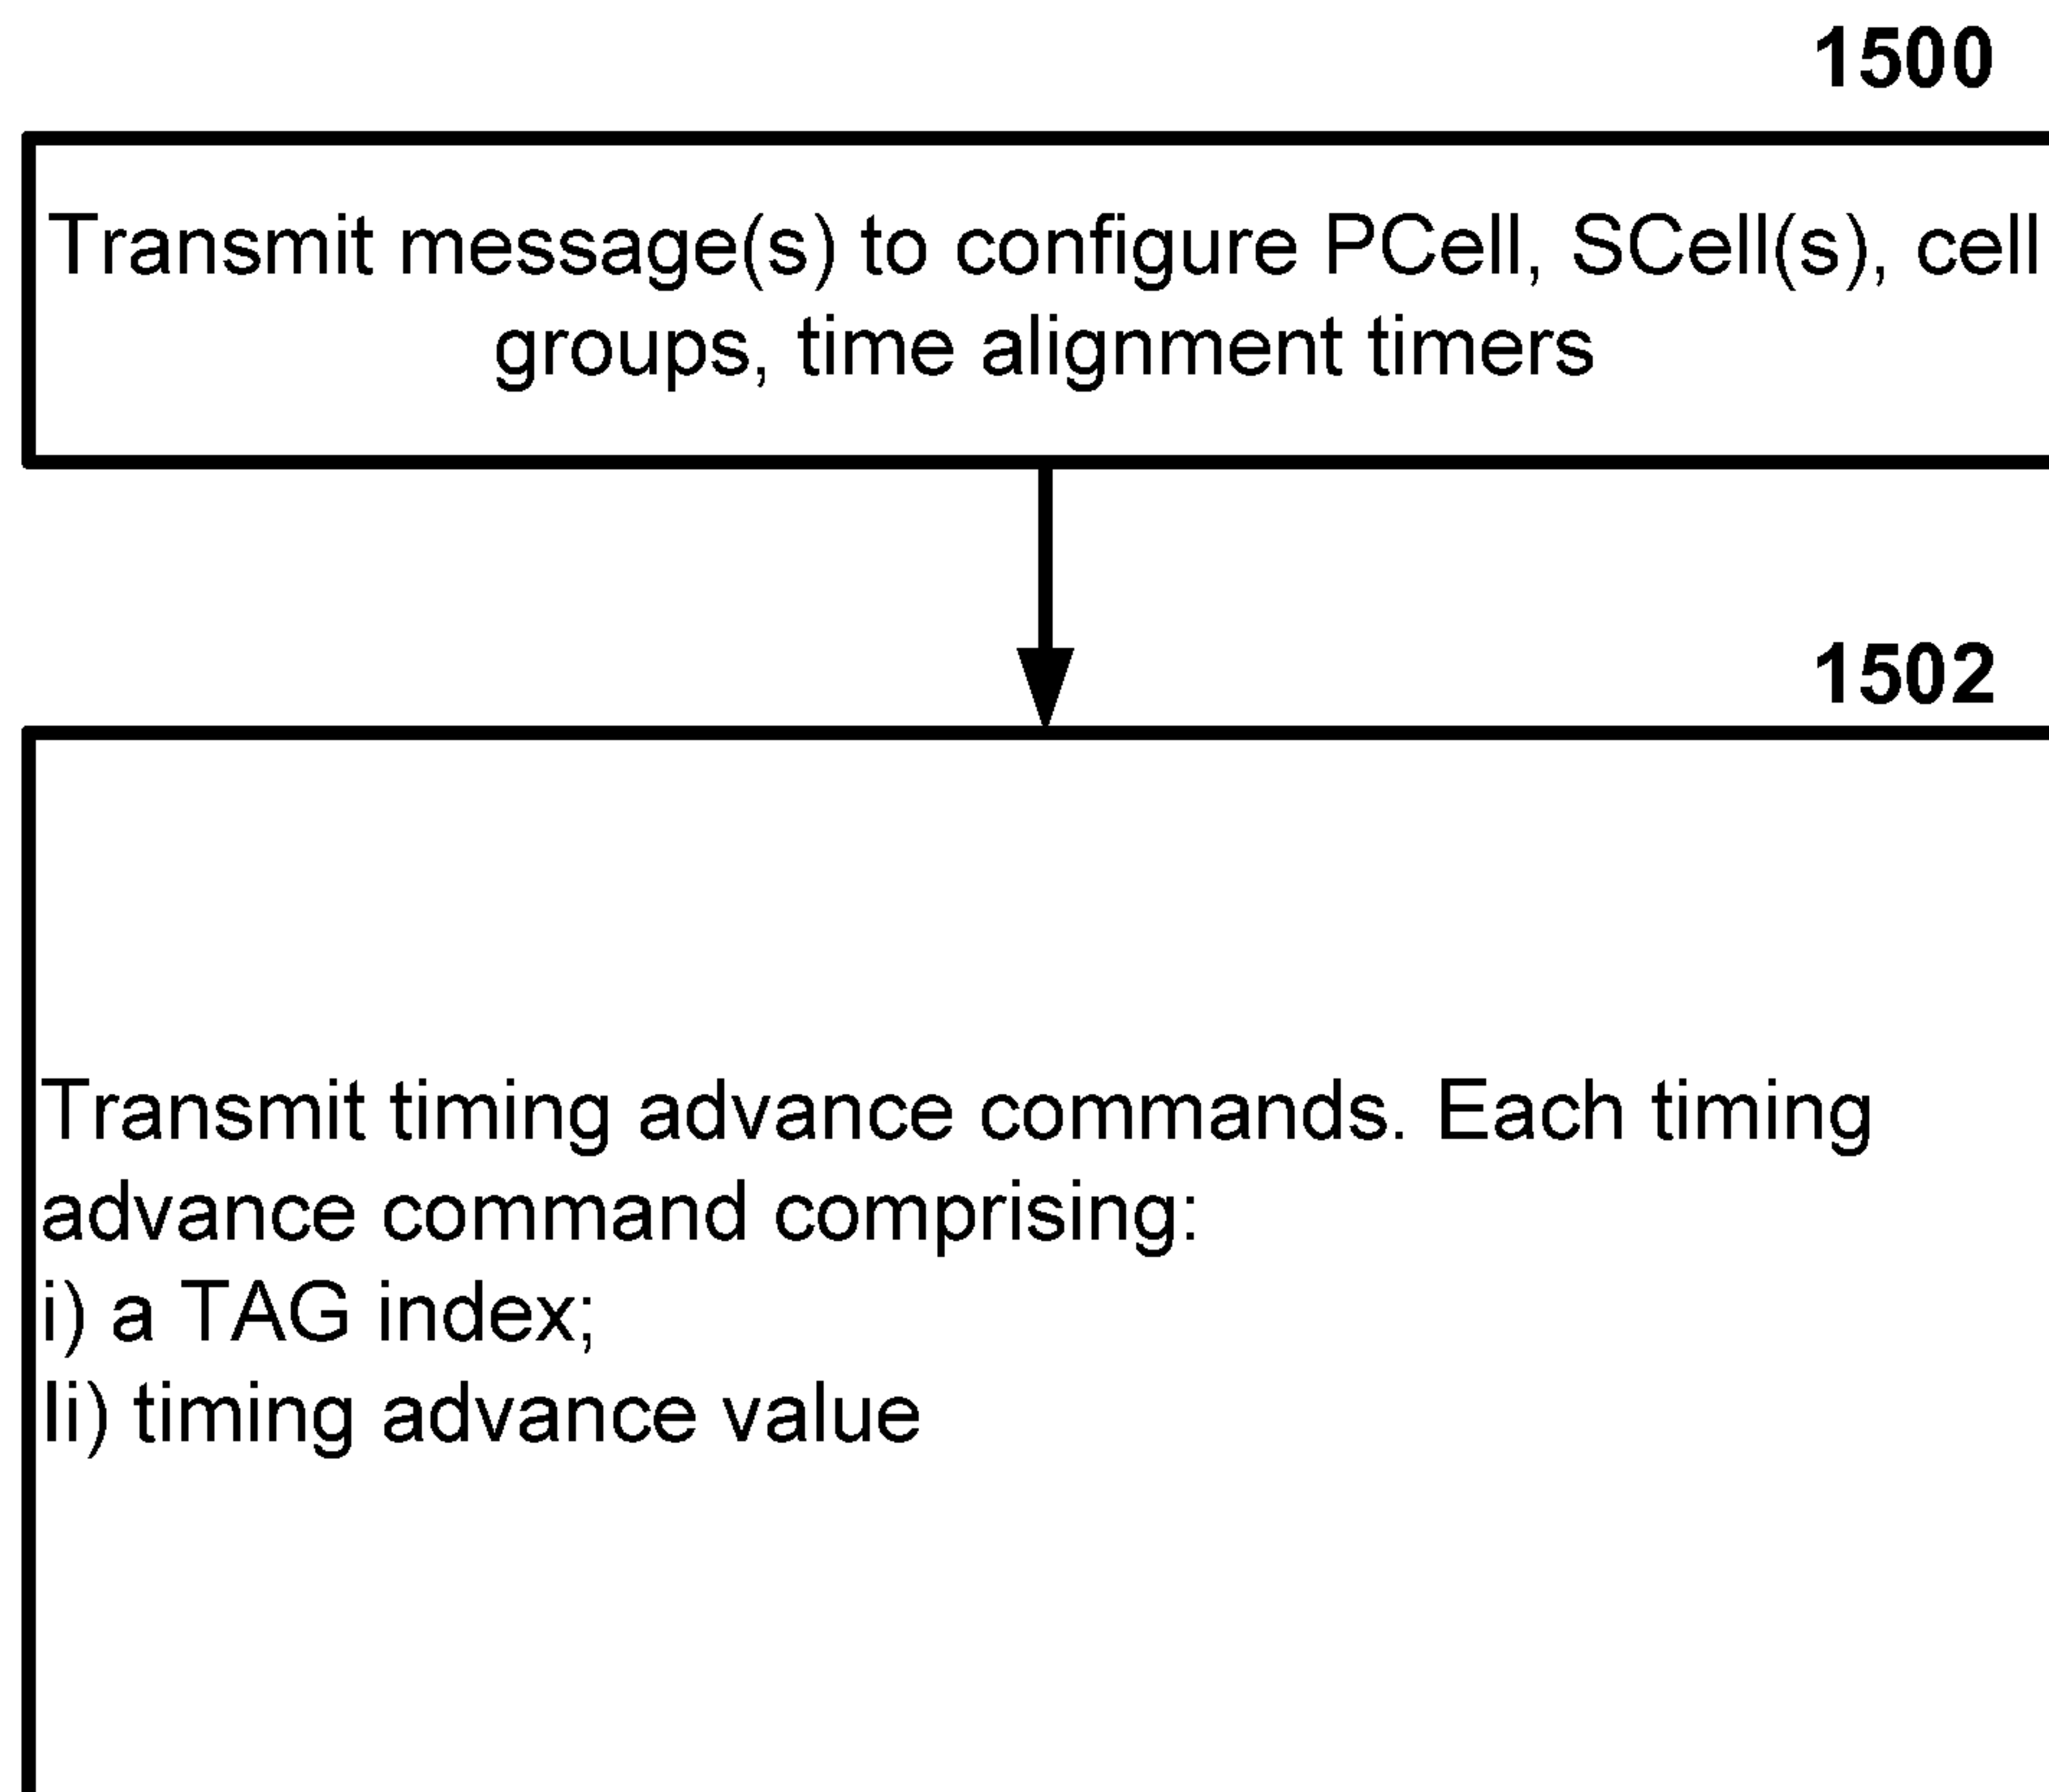 1500
Transmit message(s) to configure PCell, SCell(s), cell
groups, time alignment timers
1502
Transmit timing advance commands. Each timing
advance command comprising:
i) a TAG index;
Ii) timing advance value